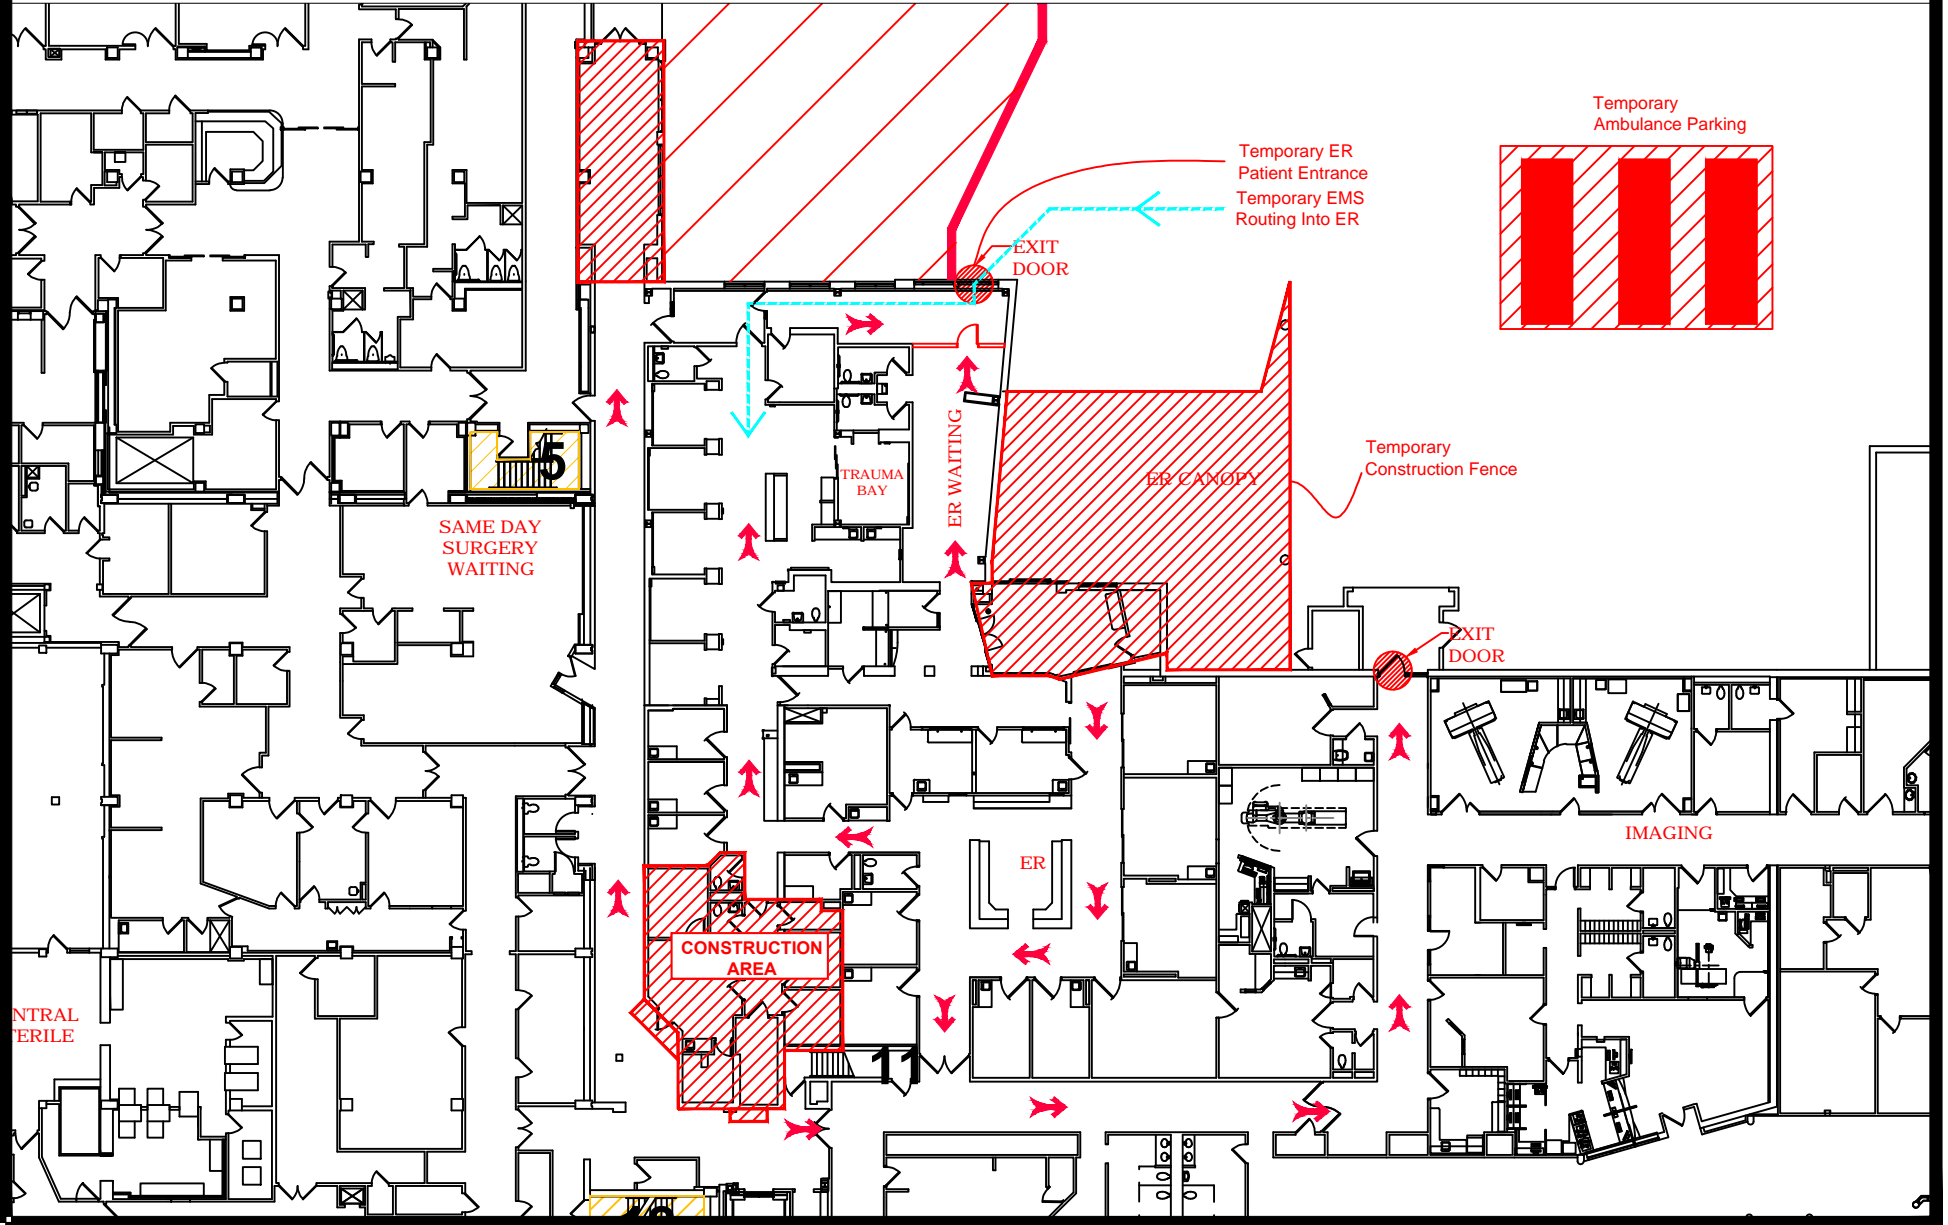 Temporary
Ambulance Parking
Temporary ER
Patient Entrance
Temporary EMS
Routing Into ER
EXIT
DOOR
Temporary
Construction Fence
ER WAITING
ER CANOPY
TRAUMA
BAY
5
SAME DAY
SURGERY
WAITING
EXIT
DOOR
IMAGING
ER
CONSTRUCTION
AREA
NTRAL
TERILE
11